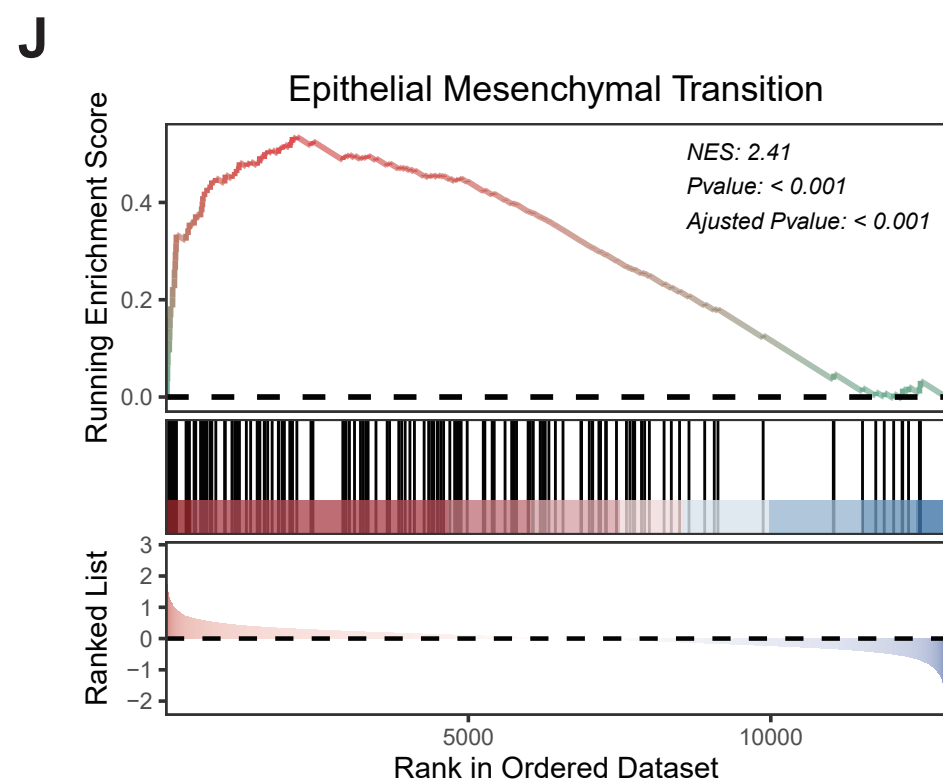 J
Epithelial Mesenchymal Transition
Running Enrichment Score
0.4
0.2
0.0
NES: 2.41
Pvalue: < 0.001
Ajusted Pvalue: < 0.001
Ranked List
3
2
1
0
−1
−2
5000
10000
Rank in Ordered Dataset